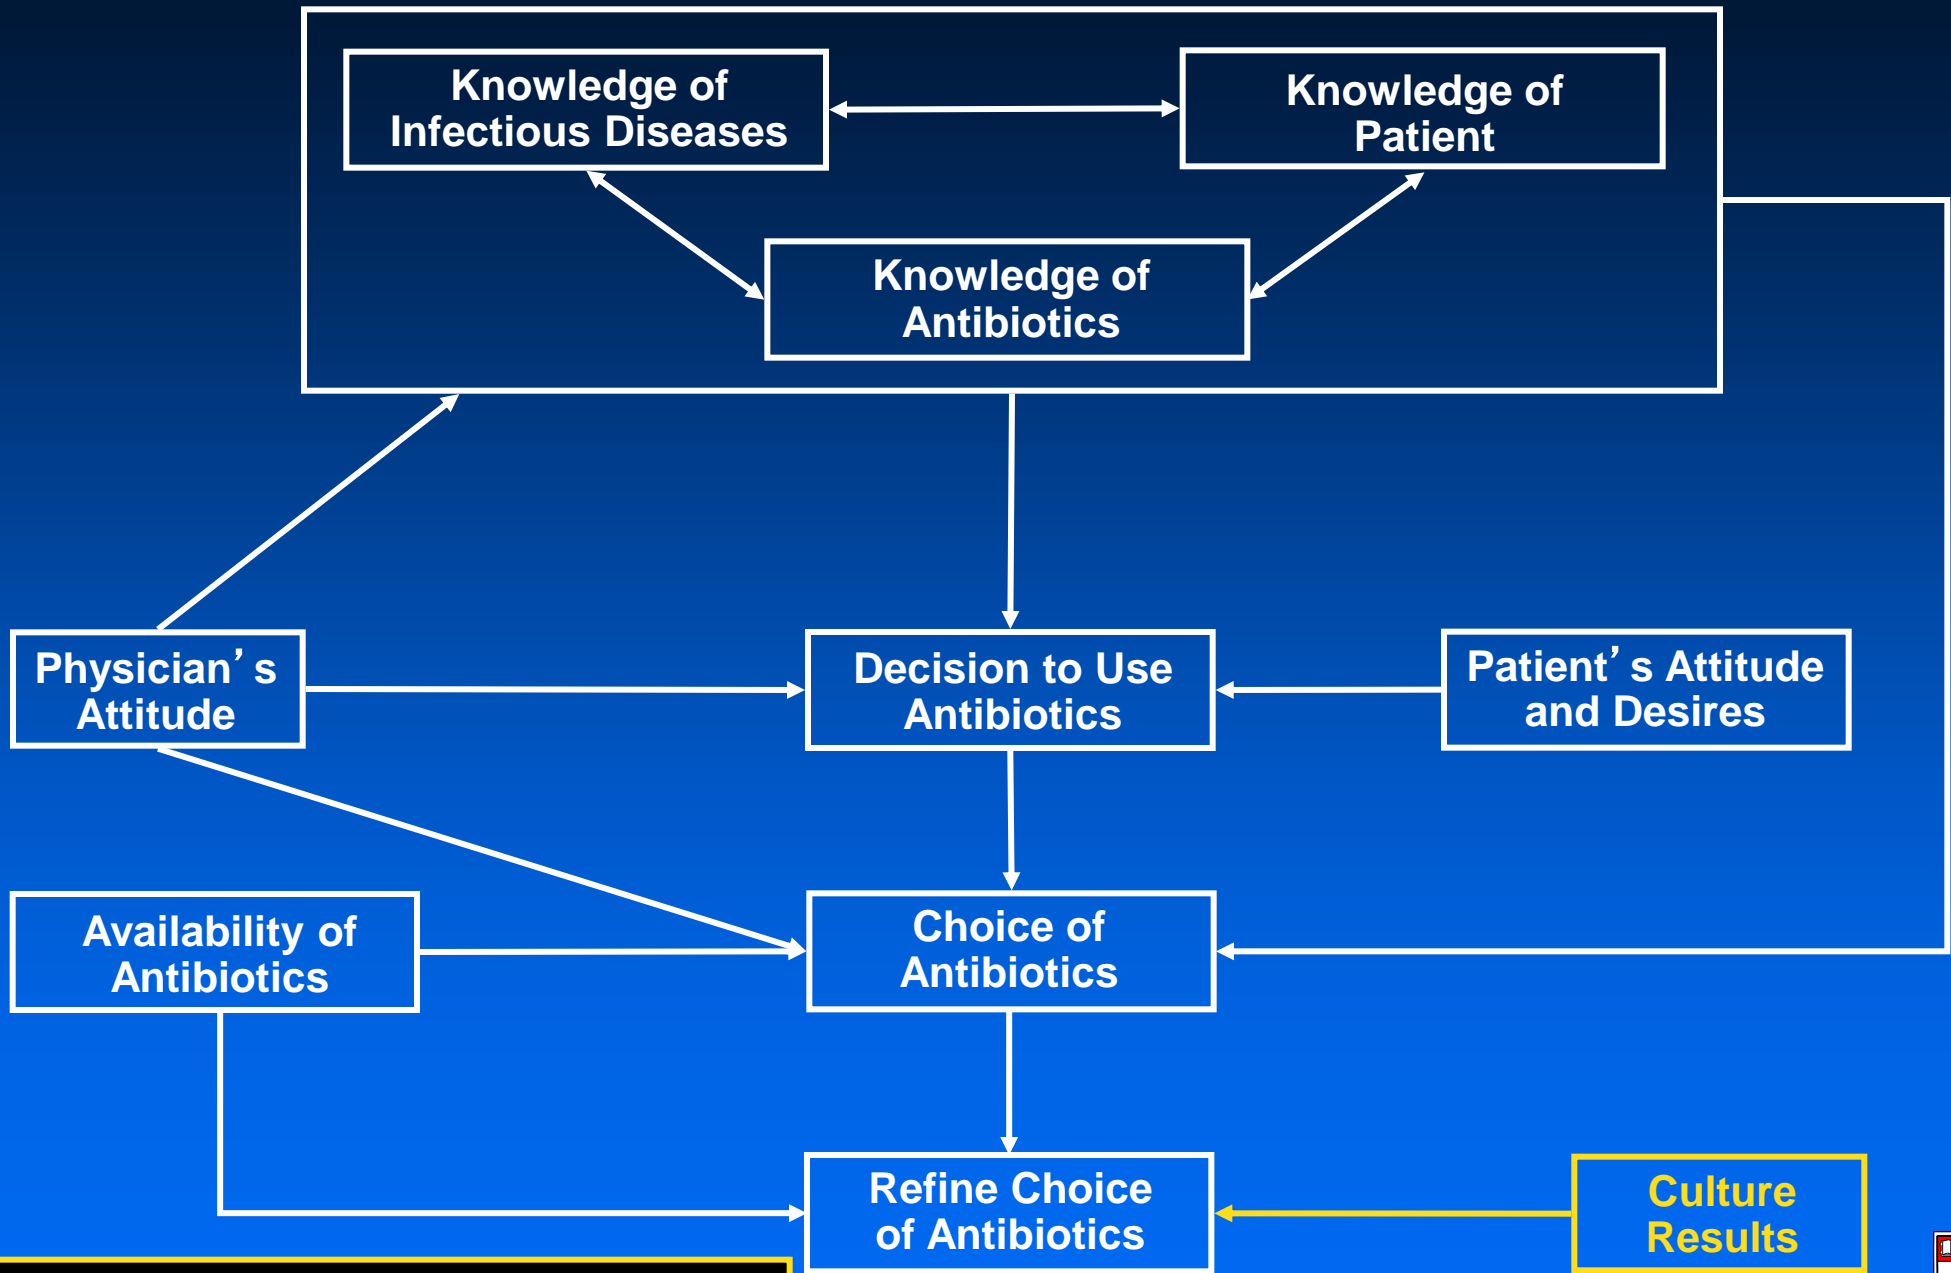 Knowledge of
Infectious Diseases
Knowledge of
Patient
Knowledge of
Antibiotics
Physician’s
Attitude
Decision to Use
Antibiotics
Patient’s Attitude
and Desires
Availability of
Antibiotics
Choice of
Antibiotics
Refine Choice
of Antibiotics
Culture
Results